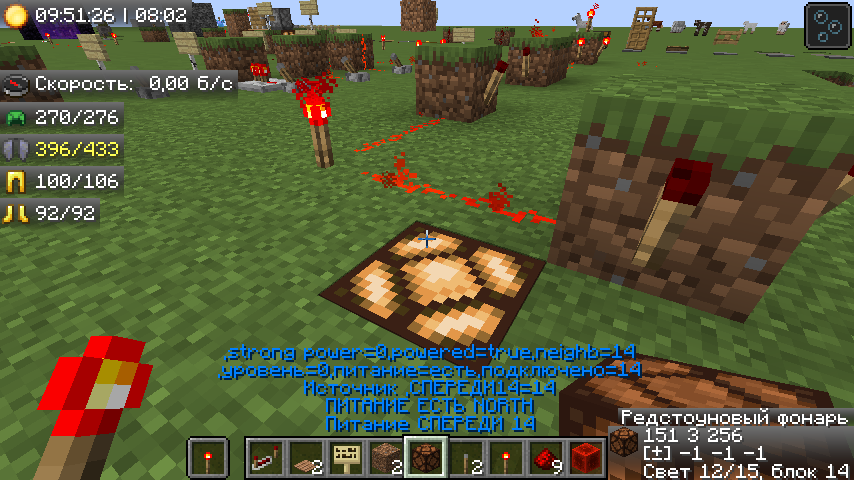 09:51:26 | 08:02
Скорость: 0,00 б/с
270/276
396/433
100/106
92/92
,strong power=0,powered=true,neighb=14
,уровень=0,питание=есть,подключено=14
Источник СПЕРЕДИ14=14
ПИТАНИЕ ЕСТЬ NORTH
Питание СПЕРЕДИ 14
Редстоуновый фонарь
151 3 256
[±] -1 -1 -1
Свет 12/15, блок 14
2
2
2
9